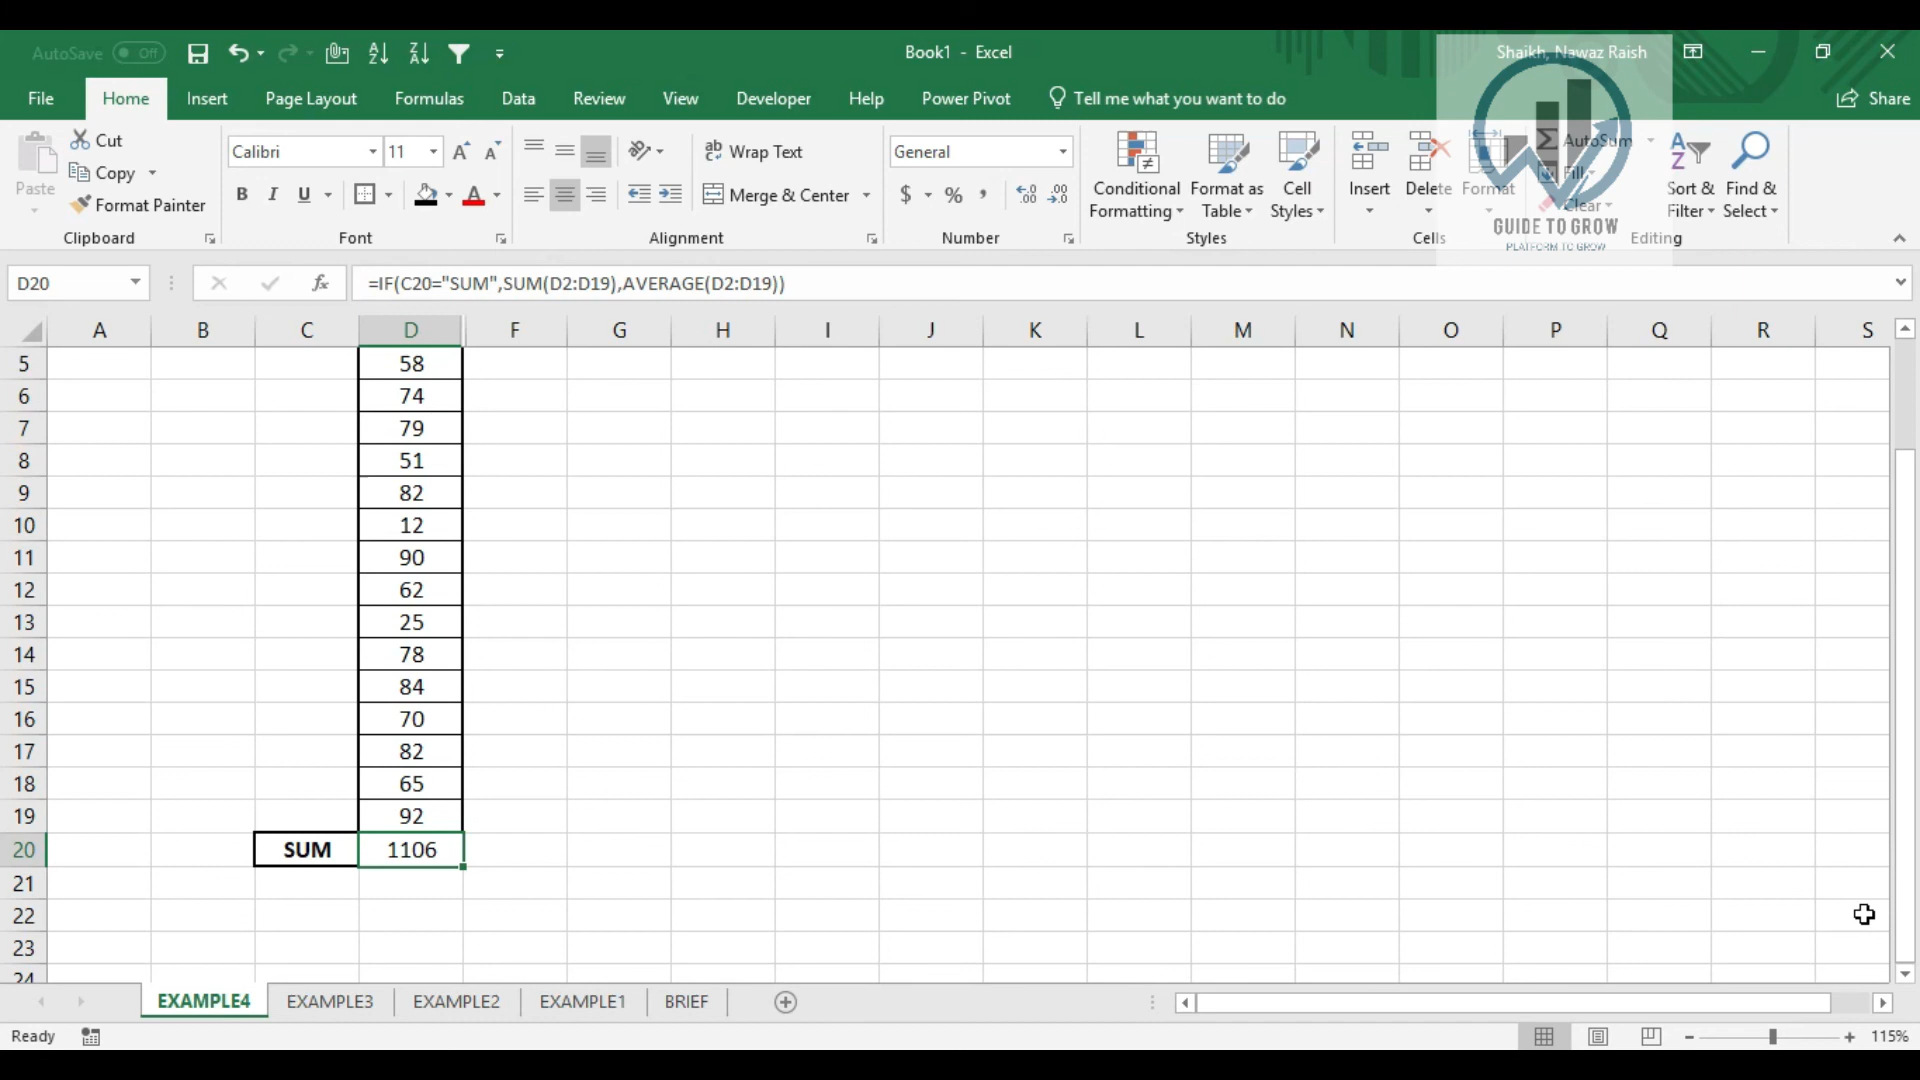 AutoSave Off
Book1 - Excel
Shaikh, Nawaz Raish
File Home Insert Page Layout Formulas Data Review View Developer Help Power Pivot Tell me what you want to do Share
Paste
Cut
Copy
Format Painter
Clipboard
Calibri 11
B I U A
Font
Wrap Text
Merge & Center
Alignment
General
$ % ,
Number
Conditional Formatting
Format as Table
Cell Styles
Styles
Insert Delete Format
Cells
AutoSum
Fill
Clear
Sort & Filter
Find & Select
Editing
GUIDE TO GROW
PLATFORM TO GROW
D20
fx
=IF(C20="SUM",SUM(D2:D19),AVERAGE(D2:D19))
A B C D F G H I J K L M N O P Q R S
5 58
6 74
7 79
8 51
9 82
10 12
11 90
12 62
13 25
14 78
15 84
16 70
17 82
18 65
19 92
20 SUM 1106
21
22
23
24
EXAMPLE4 EXAMPLE3 EXAMPLE2 EXAMPLE1 BRIEF
Ready
115%